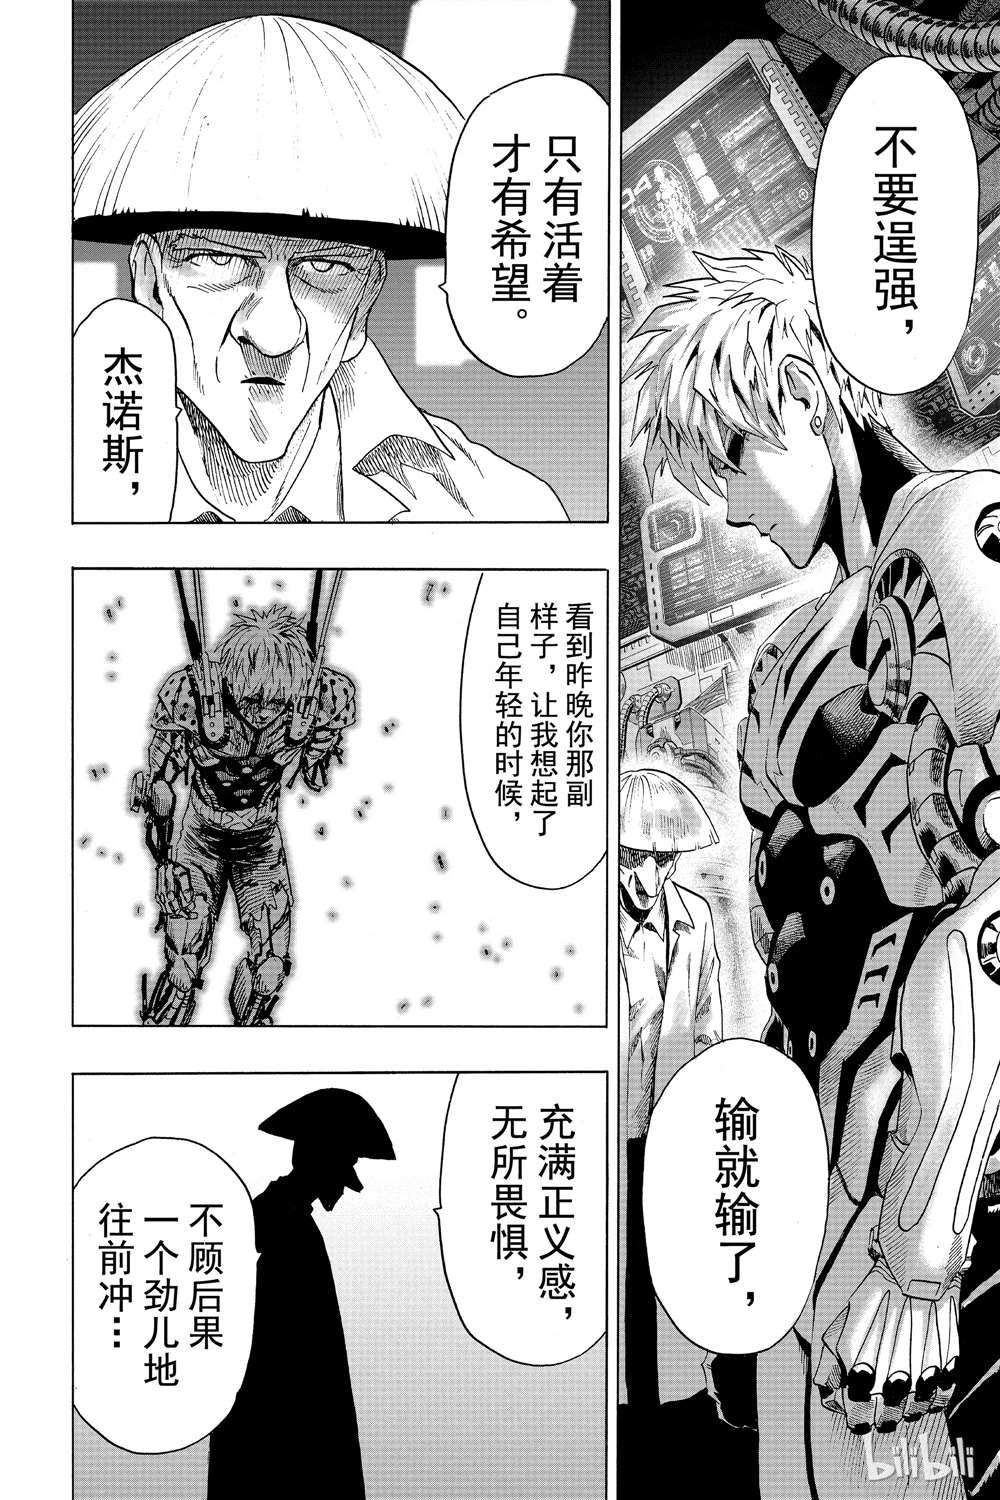 不要逞强，
输就输了，
只有活着
才有希望。
杰诺斯，
看到昨晚你那副
样子，让我想起了
自己年轻的时候，
充满正义感，
无所畏惧，
不顾后果
一个劲儿地
往前冲…
bilibili